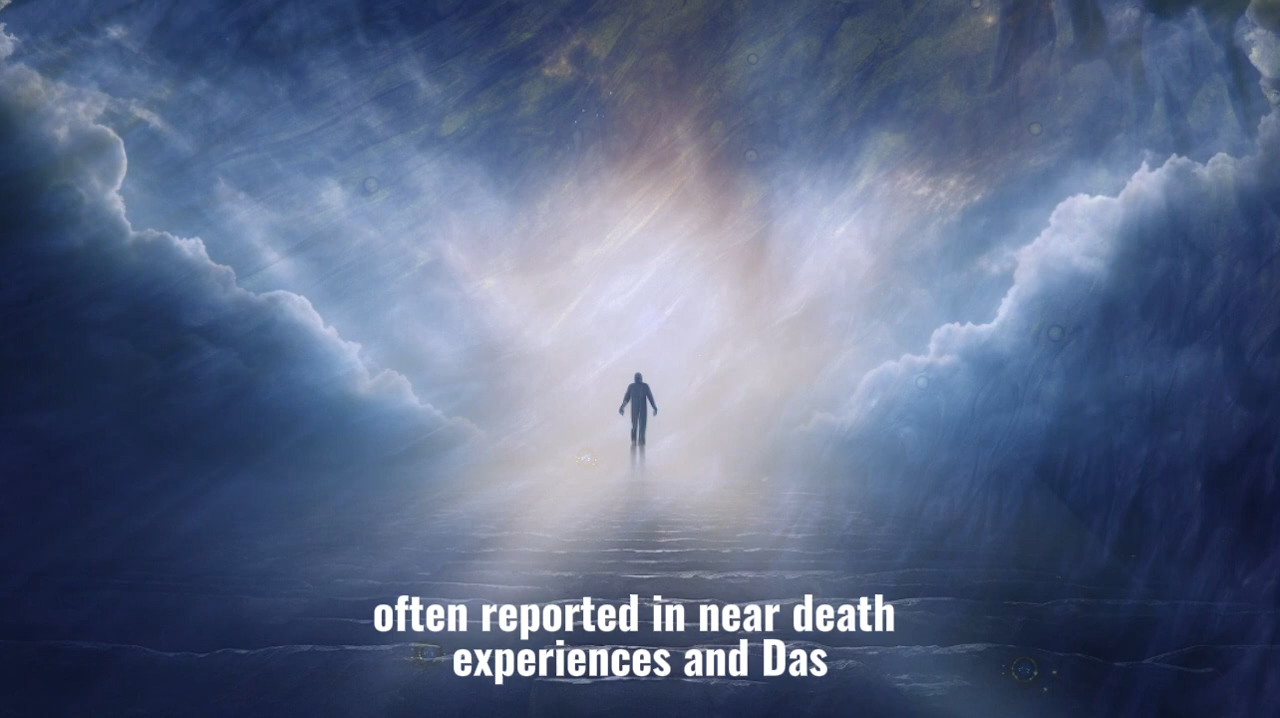 often reported in near death
experiences and Das